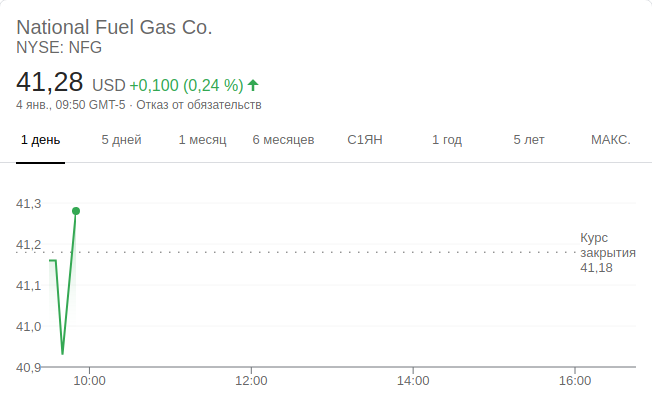 National Fuel Gas Co.
NYSE: NFG
41,28 USD +0,100 (0,24 %)
4 янв., 09:50 GMT-5 · Отказ от обязательств
1 день 5 дней 1 месяц 6 месяцев С1ЯН 1 год 5 лет МАКС.
41,3
41,2
41,1
41,0
40,9
Курс
закрытия
41,18
10:00 12:00 14:00 16:00